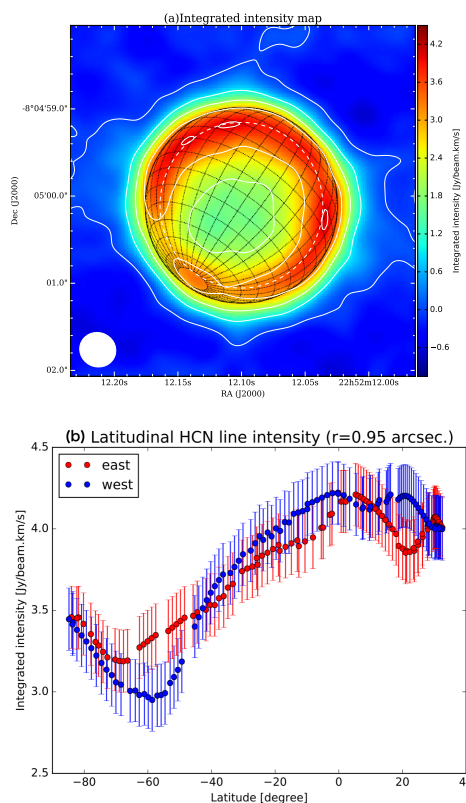 (a)Integrated intensity map
4.2
3.6
3.0
2.4
1.8
1.2
0.6
0.0
−0.6
Integrated intensity [Jy/beam.km/s]
-8°04'59.0"
05'00.0"
01.0"
02.0"
Dec (J2000)
12.20s 12.15s 12.10s 12.05s 22h52m12.00s
RA (J2000)
(b) Latitudinal HCN line intensity (r=0.95 arcsec.)
east
west
4.5
4.0
3.5
3.0
2.5
Integrated intensity [Jy/beam.km/s]
−80 −60 −40 −20 0 20 4
Latitude [degree]